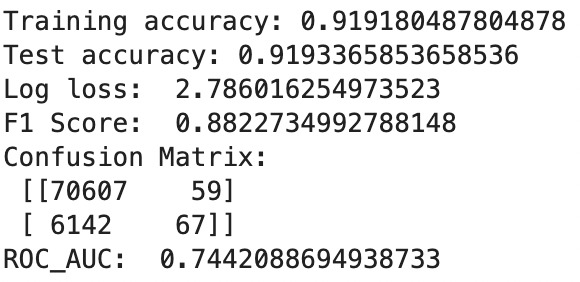 Training accuracy: 0.919180487804878
Test accuracy: 0.9193365853658536
Log loss:  2.786016254973523
F1 Score:  0.8822734992788148
Confusion Matrix:
 [[70607    59]
 [ 6142    67]]
ROC_AUC:  0.7442088694938733